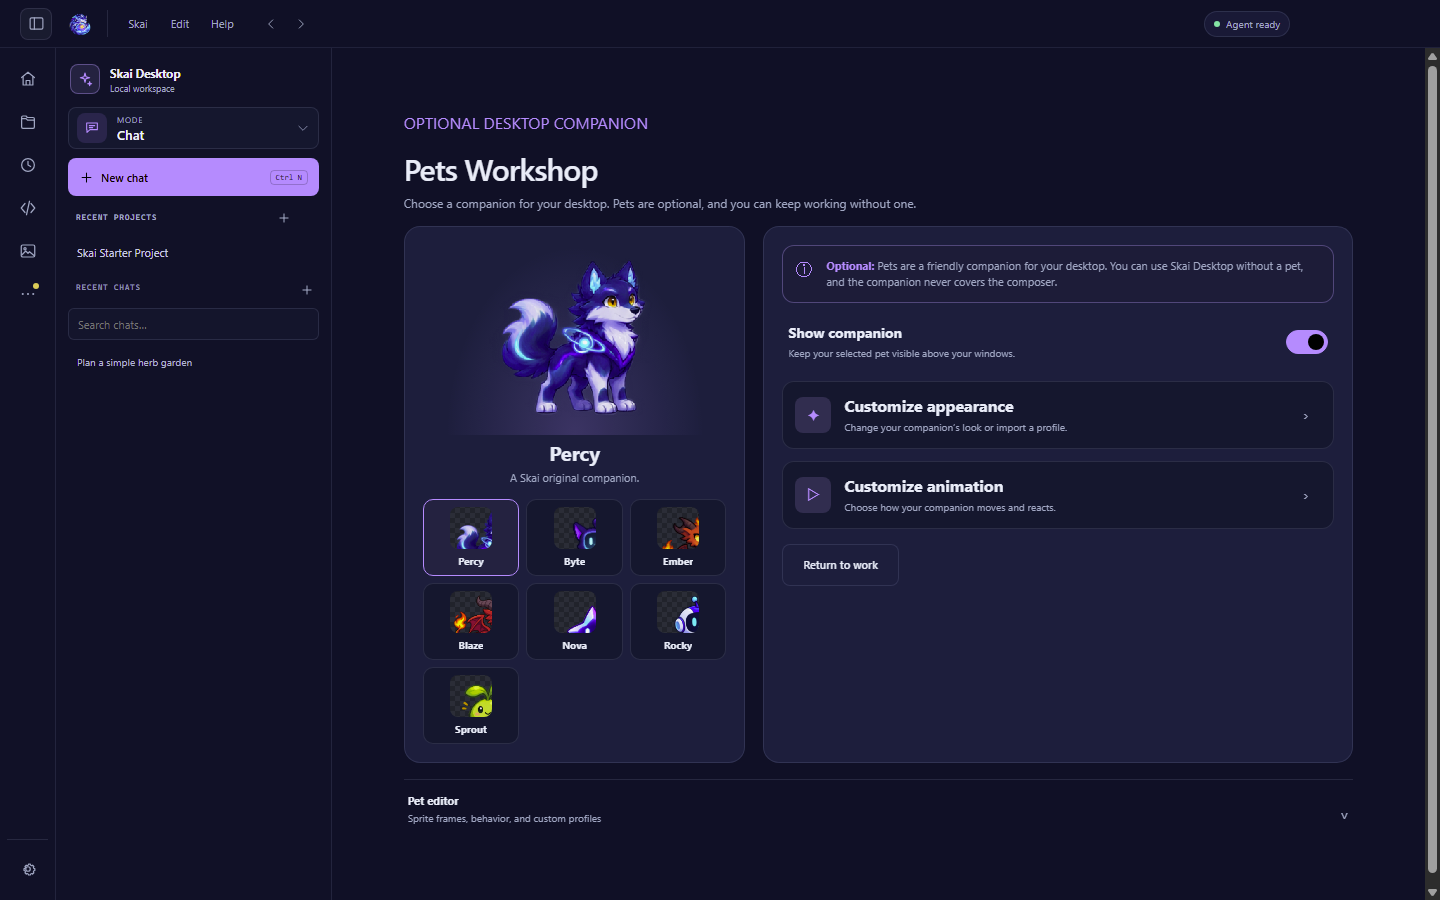 Skai Edit Help
Agent ready
Skai Desktop
Local workspace
MODE
Chat
New chat
Ctrl N
RECENT PROJECTS
Skai Starter Project
RECENT CHATS
Search chats...
Plan a simple herb garden
OPTIONAL DESKTOP COMPANION
Pets Workshop
Choose a companion for your desktop. Pets are optional, and you can keep working without one.
Percy
A Skai original companion.
Percy
Byte
Ember
Blaze
Nova
Rocky
Sprout
Optional: Pets are a friendly companion for your desktop. You can use Skai Desktop without a pet,
and the companion never covers the composer.
Show companion
Keep your selected pet visible above your windows.
Customize appearance
Change your companion's look or import a profile.
Customize animation
Choose how your companion moves and reacts.
Return to work
Pet editor
Sprite frames, behavior, and custom profiles